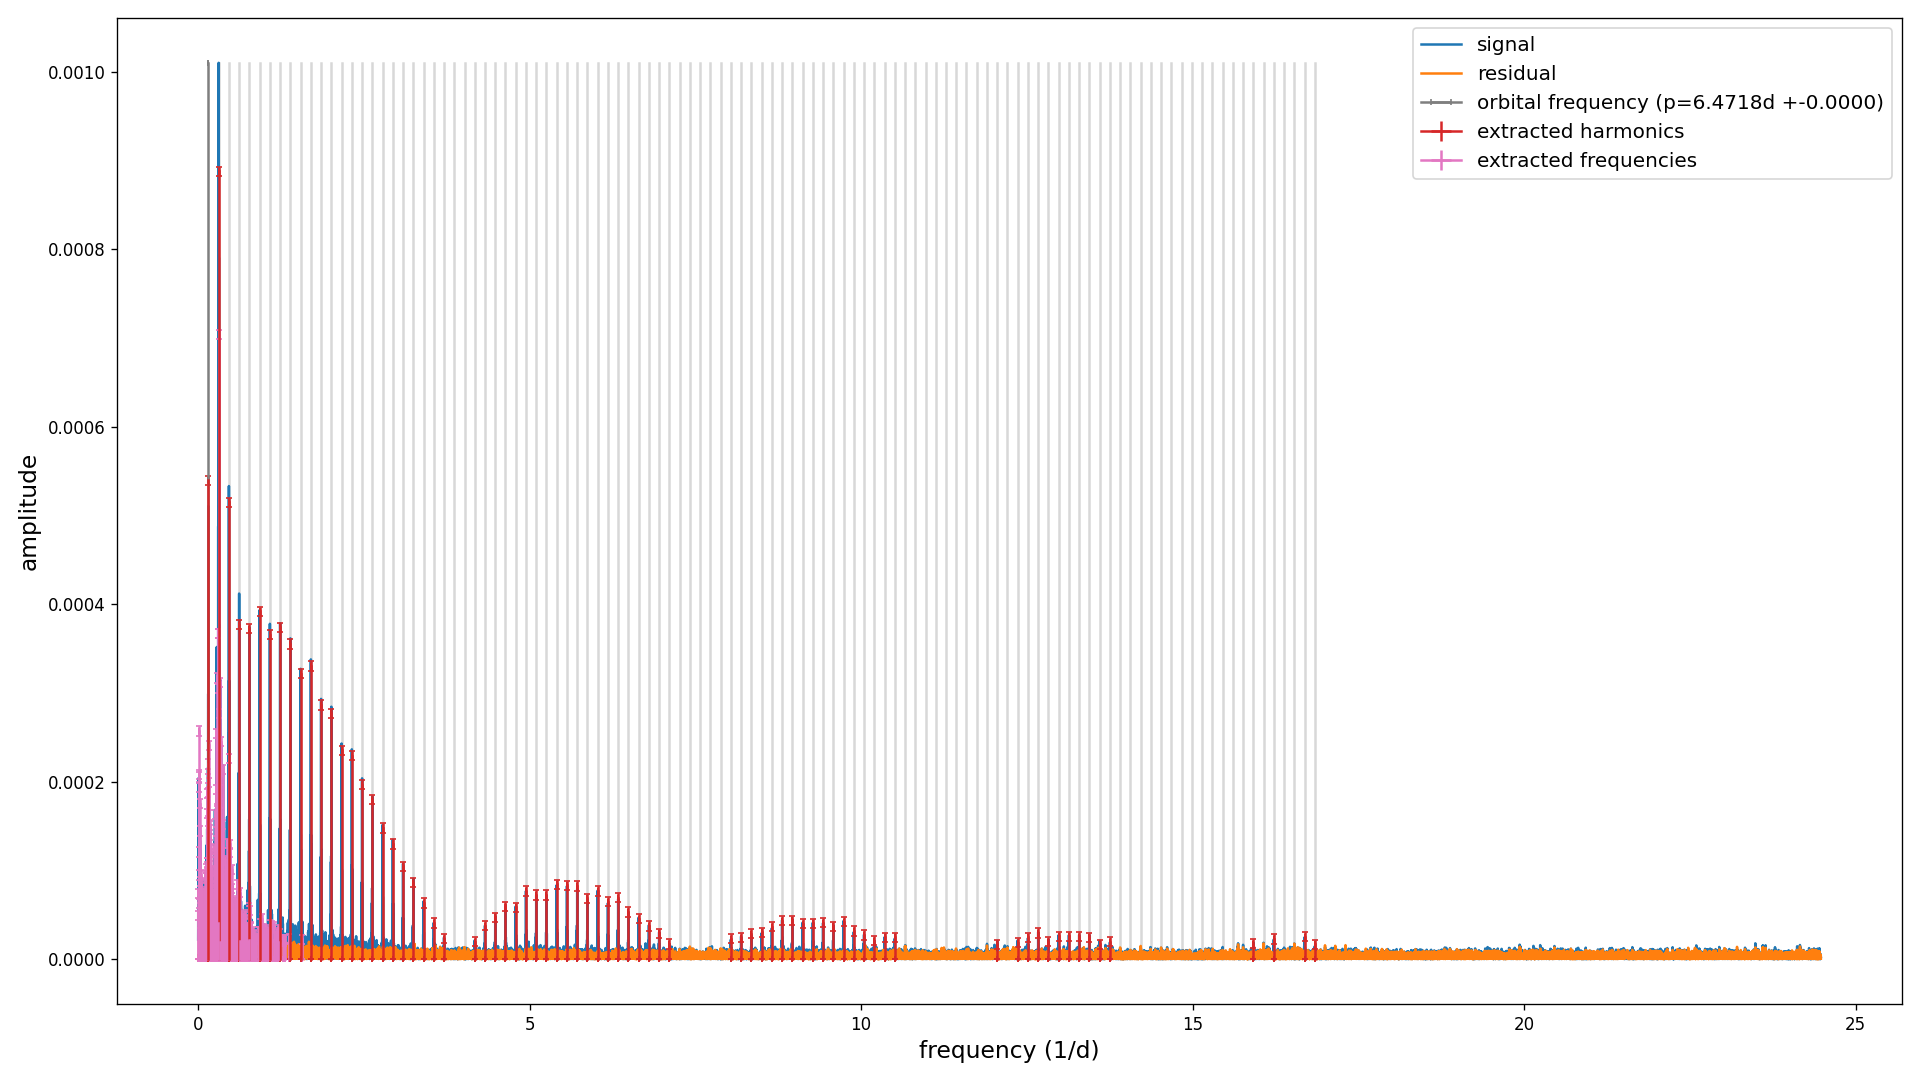 signal
residual
orbital frequency (p=6.4718d +-0.0000)
extracted harmonics
extracted frequencies
0.0010
0.0008
0.0006
0.0004
0.0002
0.0000
amplitude
0 5 10 15 20 25
frequency (1/d)